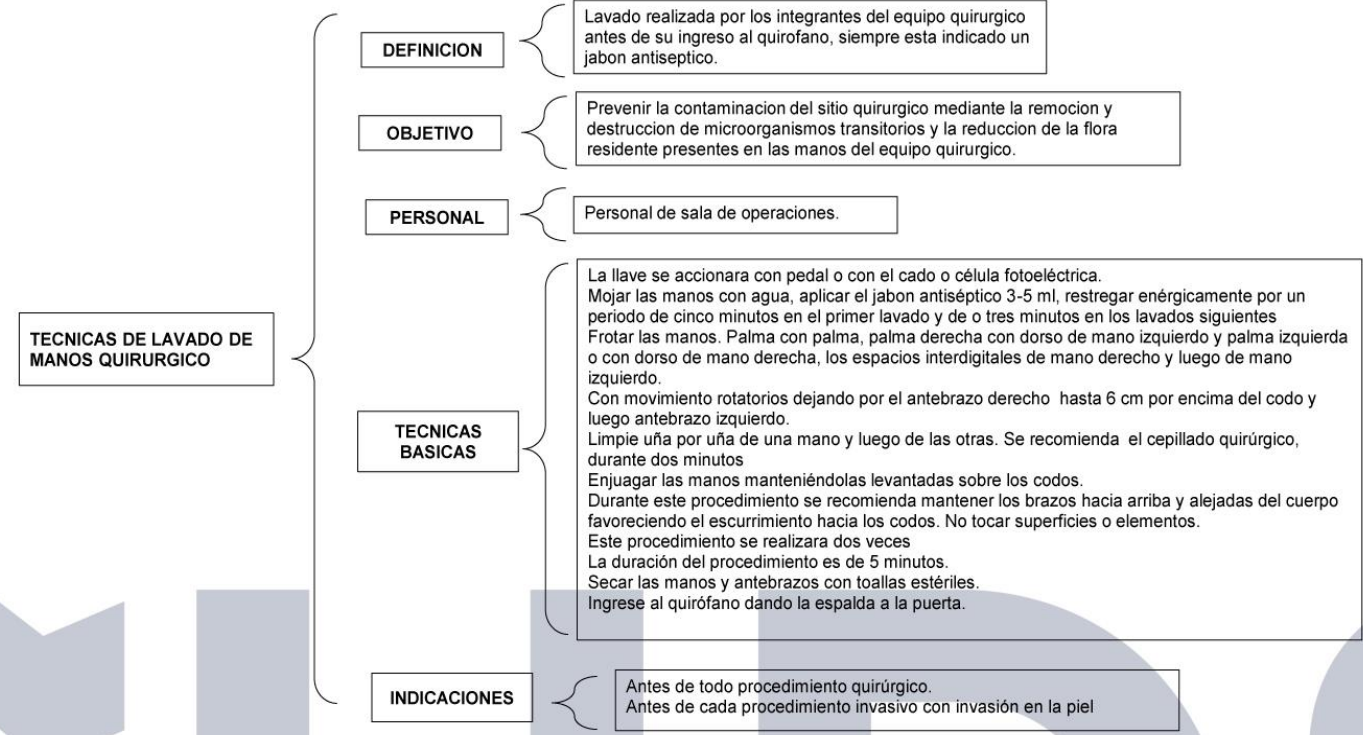 TECNICAS DE LAVADO DE
MANOS QUIRURGICO
DEFINICION
Lavado realizada por los integrantes del equipo quirurgico
antes de su ingreso al quirofano, siempre esta indicado un
jabon antiseptico.
OBJETIVO
Prevenir la contaminacion del sitio quirurgico mediante la remocion y
destruccion de microorganismos transitorios y la reduccion de la flora
residente presentes en las manos del equipo quirurgico.
PERSONAL
Personal de sala de operaciones.
TECNICAS
BASICAS
La llave se accionara con pedal o con el cado o célula fotoeléctrica.
Mojar las manos con agua, aplicar el jabon antiséptico 3-5 ml, restregar enérgicamente por un
periodo de cinco minutos en el primer lavado y de o tres minutos en los lavados siguientes
Frotar las manos. Palma con palma, palma derecha con dorso de mano izquierdo y palma izquierda
o con dorso de mano derecha, los espacios interdigitales de mano derecho y luego de mano
izquierdo.
Con movimiento rotatorios dejando por el antebrazo derecho hasta 6 cm por encima del codo y
luego antebrazo izquierdo.
Limpie uña por uña de una mano y luego de las otras. Se recomienda el cepillado quirúrgico,
durante dos minutos
Enjuagar las manos manteniéndolas levantadas sobre los codos.
Durante este procedimiento se recomienda mantener los brazos hacia arriba y alejadas del cuerpo
favoreciendo el escurrimiento hacia los codos. No tocar superficies o elementos.
Este procedimiento se realizara dos veces
La duración del procedimiento es de 5 minutos.
Secar las manos y antebrazos con toallas estériles.
Ingrese al quirófano dando la espalda a la puerta.
INDICACIONES
Antes de todo procedimiento quirúrgico.
Antes de cada procedimiento invasivo con invasión en la piel